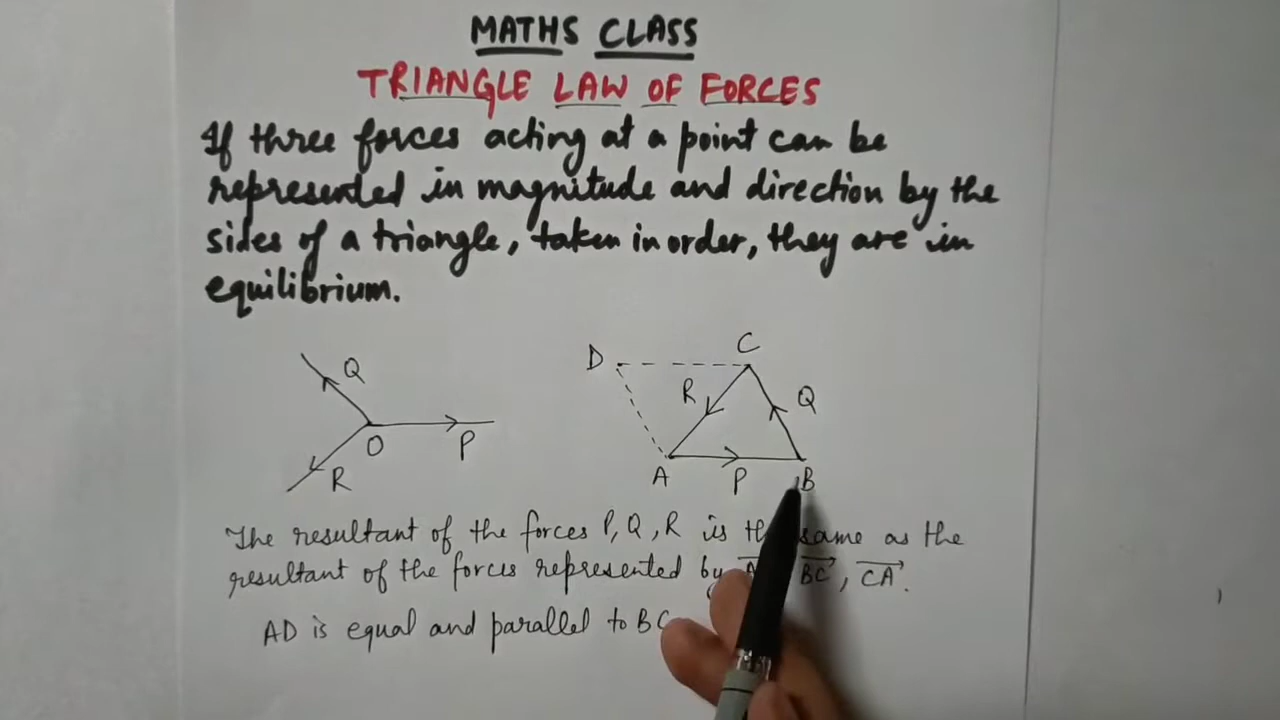 MATHS CLASS
TRIANGLE LAW OF FORCES
If three forces acting at a point can be
represented in magnitude and direction by the
sides of a triangle, taken in order, they are in
equilibrium.
Q
O
P
R
D
C
R
Q
A
P
B
The resultant of the forces P, Q, R is same as the
resultant of the forces represented by BC, CA.
AD is equal and parallel to BC